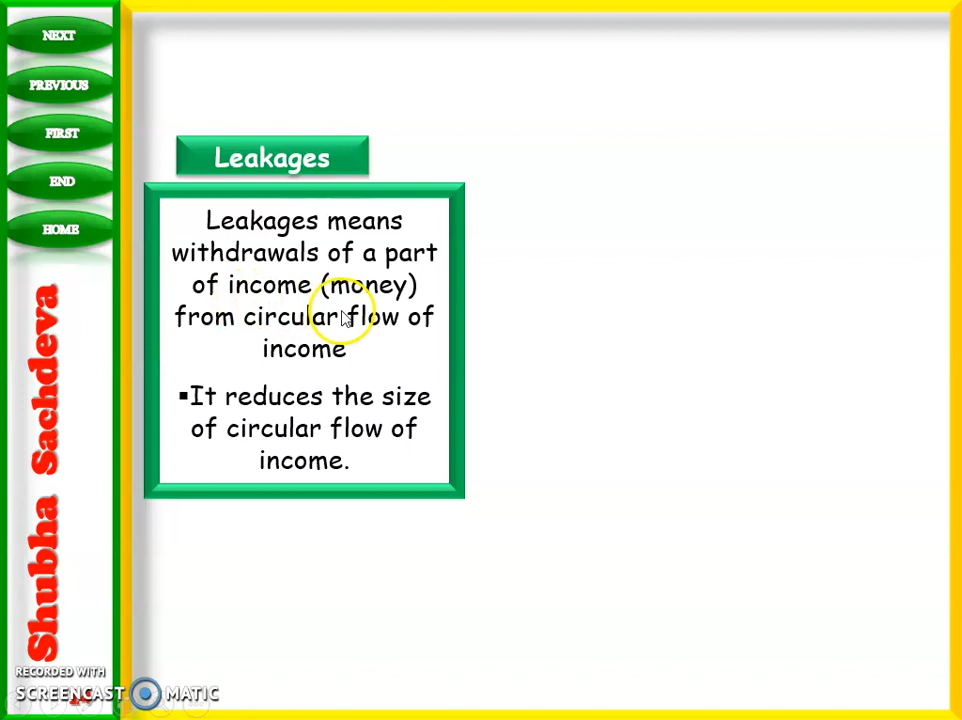 NEXT
PREVIOUS
FIRST
END
HOME
Shubha Sachdeva
Leakages
Leakages means
withdrawals of a part
of income (money)
from circular flow of
income
▪It reduces the size
of circular flow of
income.
RECORDED WITH
SCREENCAST MATIC